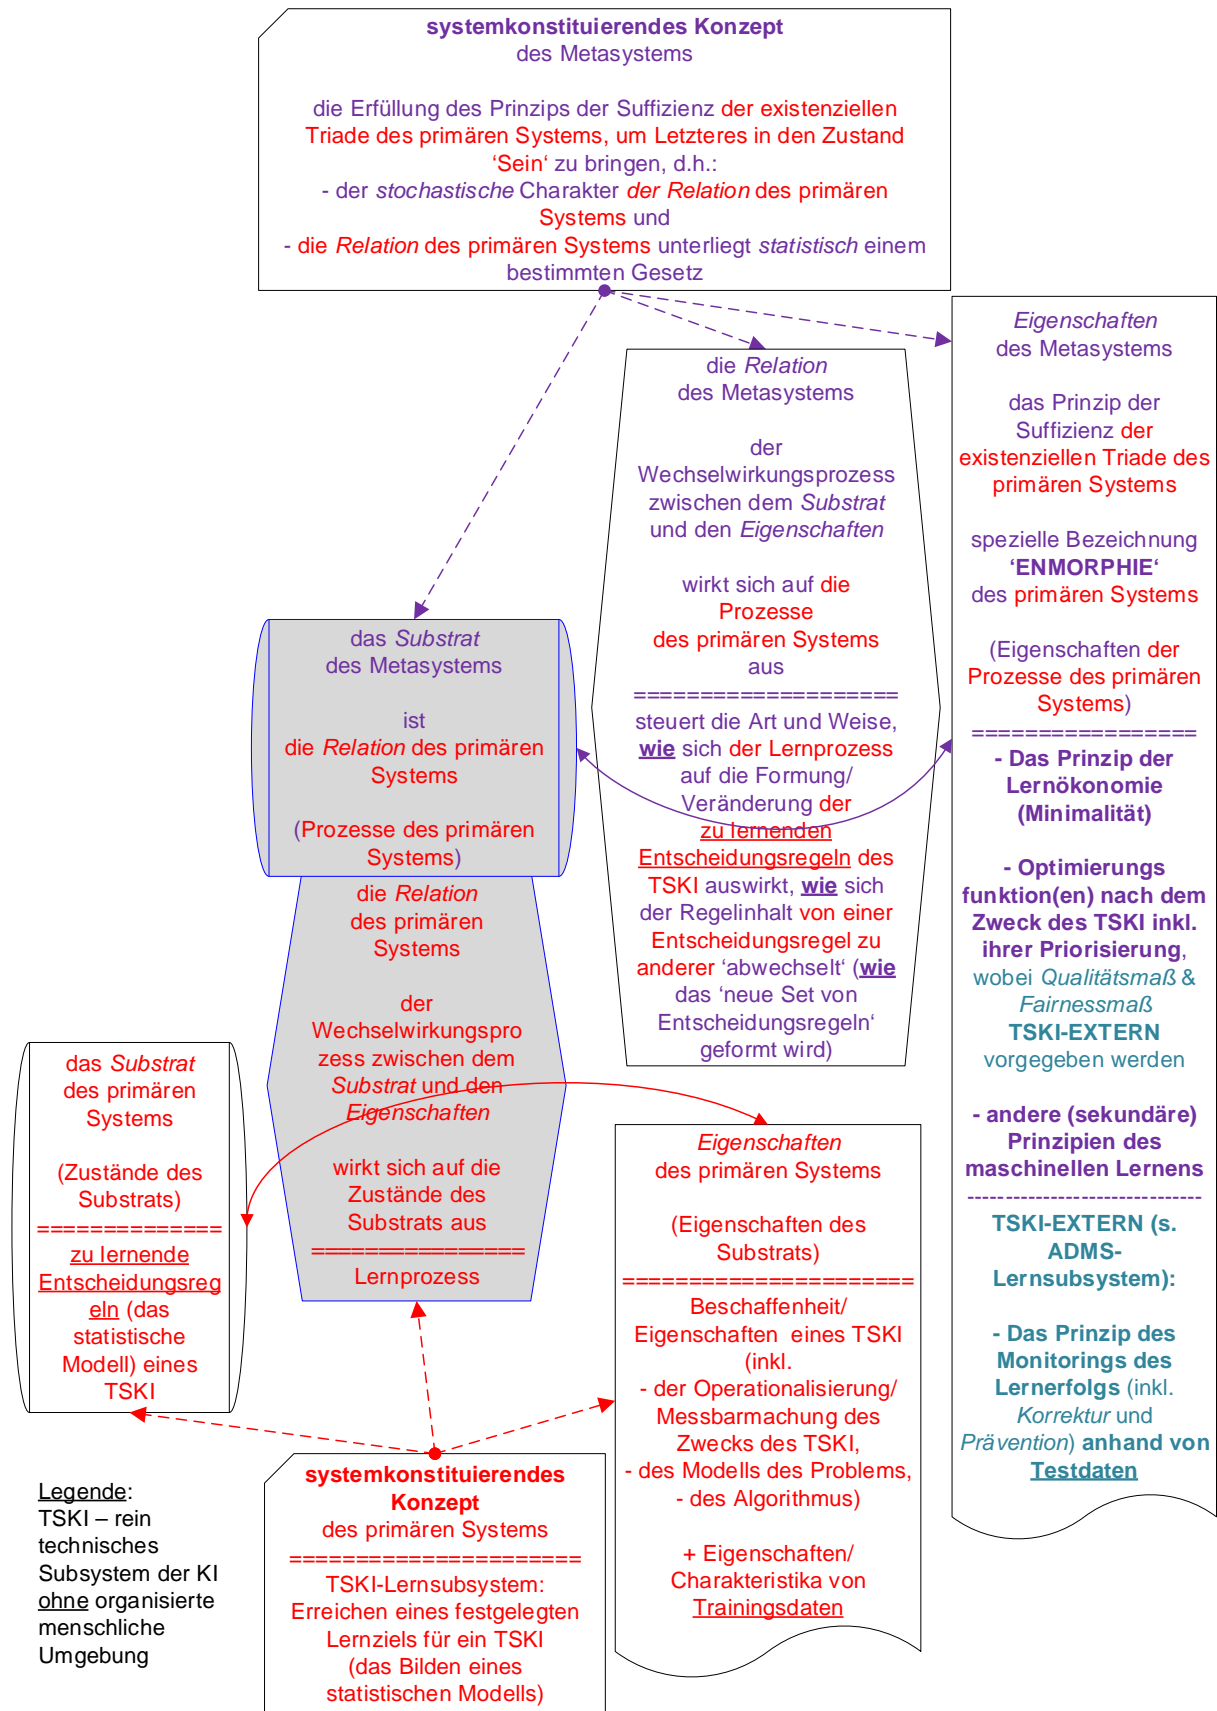 systemkonstituierendes Konzept
des Metasystems
die Erfüllung des Prinzips der Suffizienz der existenziellen
Triade des primären Systems, um Letzteres in den Zustand
‘Sein‘ zu bringen, d.h.:
- der stochastische Charakter der Relation des primären
Systems und
- die Relation des primären Systems unterliegt statistisch einem
bestimmten Gesetz
Eigenschaften
des Metasystems
das Prinzip der
Suffizienz der
existenziellen Triade des
primären Systems
spezielle Bezeichnung
‘ENMORPHIE‘
des primären Systems
(Eigenschaften der
Prozesse des primären
Systems)
==================
- Das Prinzip der
Lernökonomie
(Minimalität)
- Optimierungs
funktion(en) nach dem
Zweck des TSKI inkl.
ihrer Priorisierung,
wobei Qualitätsmaß &
Fairnessmaß
TSKI-EXTERN
vorgegeben werden
- andere (sekundäre)
Prinzipien des
maschinellen Lernens
-------------------------------
TSKI-EXTERN (s.
ADMS-
Lernsubsystem):
- Das Prinzip des
Monitorings des
Lernerfolgs (inkl.
Korrektur und
Prävention) anhand von
Testdaten
die Relation
des Metasystems
der
Wechselwirkungsprozess
zwischen dem Substrat
und den Eigenschaften
wirkt sich auf die
Prozesse
des primären Systems
aus
====================
steuert die Art und Weise,
wie sich der Lernprozess
auf die Formung/
Veränderung der
zu lernenden
Entscheidungsregeln des
TSKI auswirkt, wie sich
der Regelinhalt von einer
Entscheidungsregel zu
anderer ‘abwechselt‘ (wie
das ‘neue Set von
Entscheidungsregeln‘
geformt wird)
das Substrat
des Metasystems
ist
die Relation des primären
Systems
(Prozesse des primären
Systems)
die Relation
des primären
Systems
der
Wechselwirkungspro
zess zwischen dem
Substrat und den
Eigenschaften
wirkt sich auf die
Zustände des
Substrats aus
================
Lernprozess
das Substrat
des primären
Systems
(Zustände des
Substrats)
==============
zu lernende
Entscheidungsreg
eln (das
statistische
Modell) eines
TSKI
Eigenschaften
des primären Systems
(Eigenschaften des
Substrats)
======================
Beschaffenheit/
Eigenschaften eines TSKI
(inkl.
- der Operationalisierung/
Messbarmachung des
Zwecks des TSKI,
- des Modells des Problems,
- des Algorithmus)
+ Eigenschaften/
Charakteristika von
Trainingsdaten
systemkonstituierendes
Konzept
des primären Systems
======================
TSKI-Lernsubsystem:
Erreichen eines festgelegten
Lernziels für ein TSKI
(das Bilden eines
statistischen Modells)
Legende:
TSKI – rein
technisches
Subsystem der KI
ohne organisierte
menschliche
Umgebung